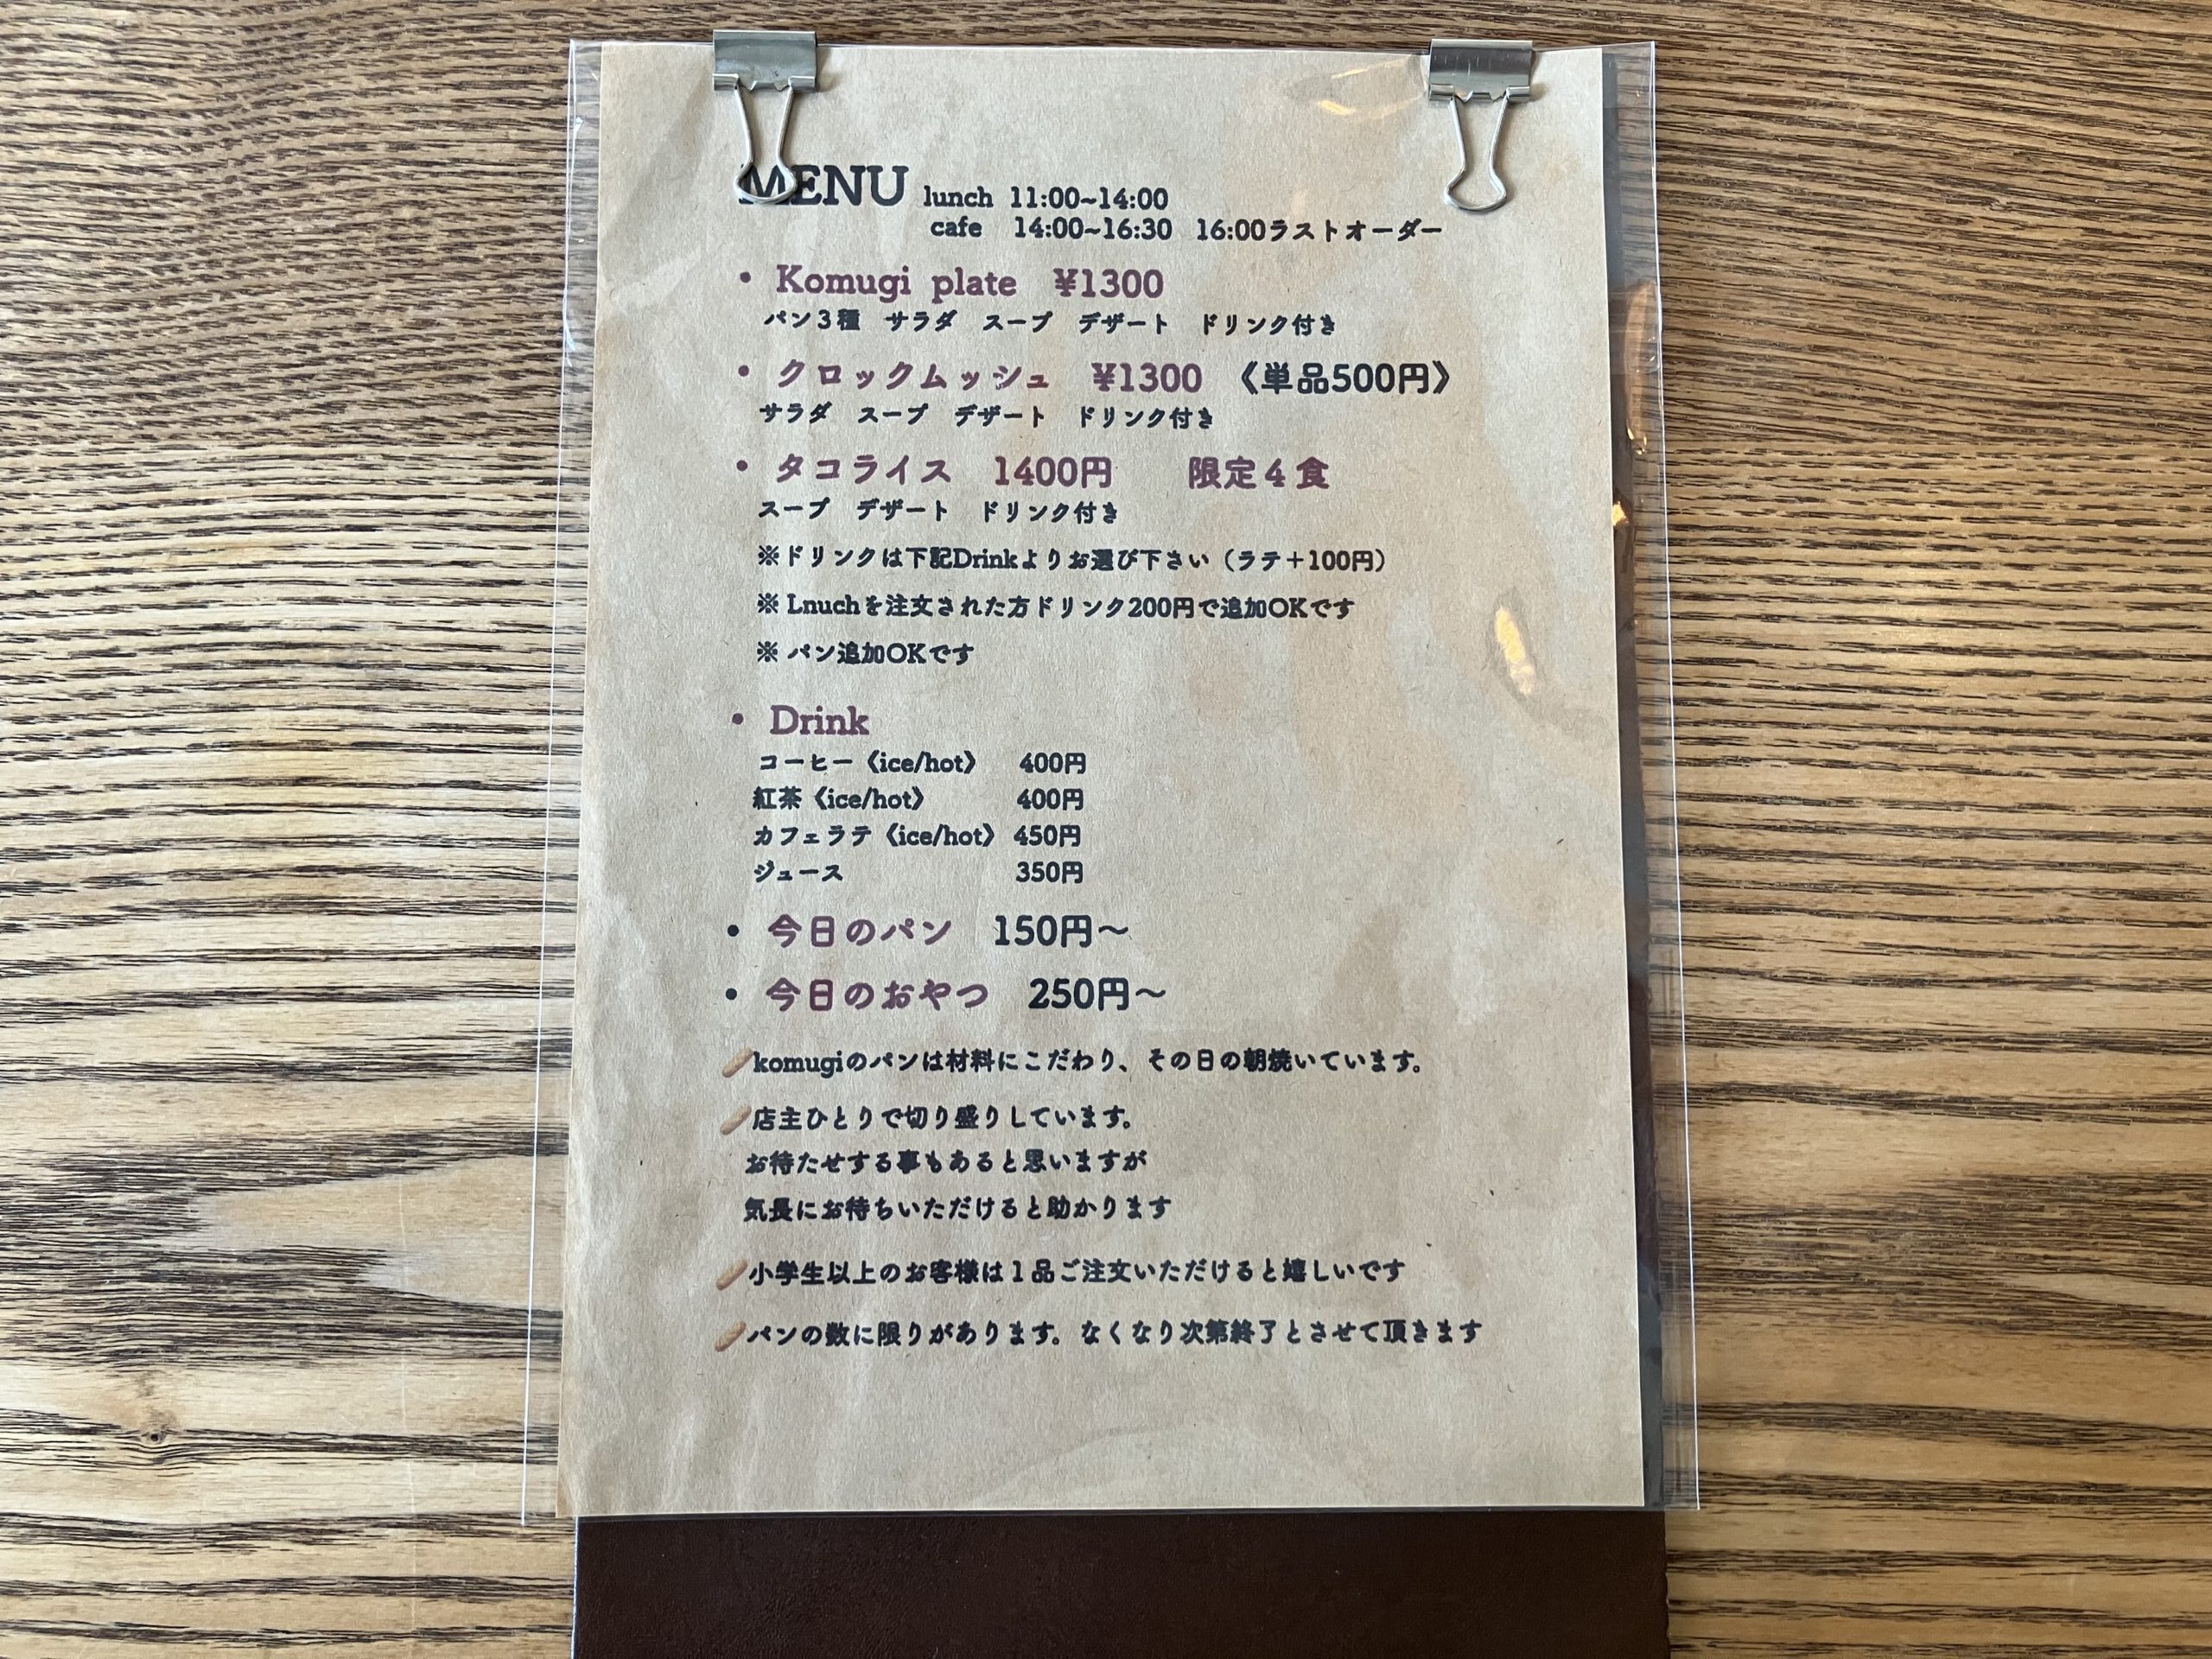 MENU lunch 11:00~14:00
cafe 14:00~16:30 16:00ラストオーダー
• Komugi plate ¥1300
パン3種 サラダ スープ デザート ドリンク付き
• クロックムッシュ ¥1300 《単品500円》
サラダ スープ デザート ドリンク付き
• タコライス 1400円 限定4食
スープ デザート ドリンク付き
※ドリンクは下記Drinkよりお選び下さい（ラテ＋100円）
※ Lnuchを注文された方ドリンク200円で追加OKです
※ パン追加OKです
• Drink
コーヒー《ice/hot》 400円
紅茶《ice/hot》 400円
カフェラテ《ice/hot》 450円
ジュース 350円
• 今日のパン 150円～
• 今日のおやつ 250円～
🥖komugiのパンは材料にこだわり、その日の朝焼いています。
🥖店主ひとりで切り盛りしています。
お待たせする事もあると思いますが
気長にお待ちいただけると助かります
🥖小学生以上のお客様は１品ご注文いただけると嬉しいです
🥖パンの数に限りがあります。なくなり次第終了とさせて頂きます